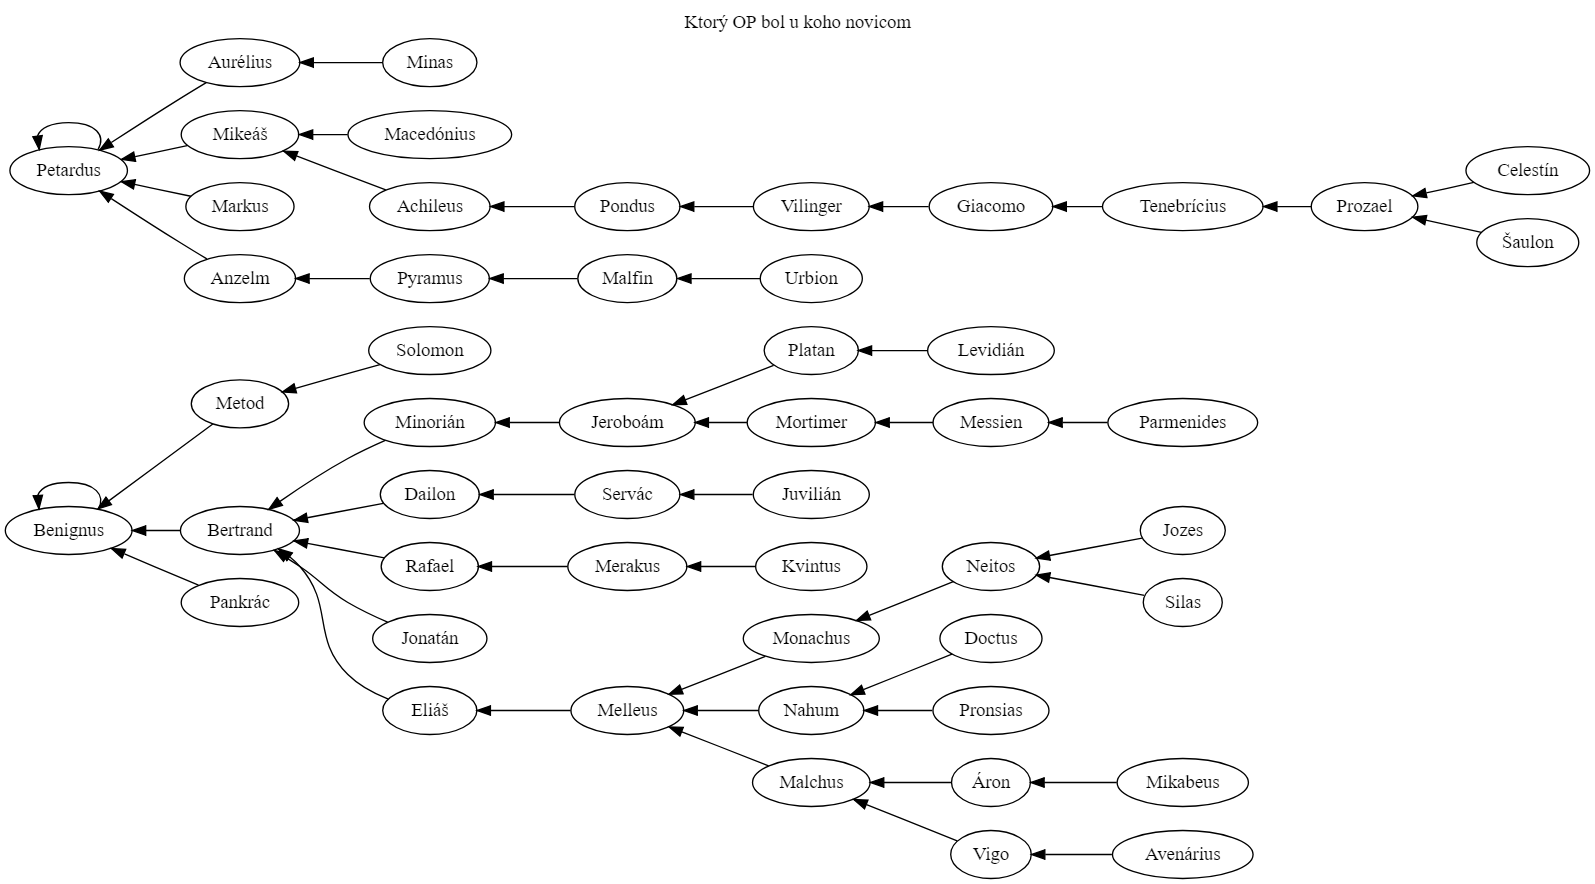 Ktorý OP bol u koho novicom
Aurélius
Minas
Mikeáš
Macedónius
Petardus
Celestín
Markus
Achileus
Pondus
Vilinger
Giacomo
Tenebrícius
Prozael
Šaulon
Anzelm
Pyramus
Malfin
Urbion
Solomon
Platan
Levidián
Metod
Minorián
Jeroboám
Mortimer
Messien
Parmenides
Dailon
Servác
Juvilián
Benignus
Bertrand
Jozes
Rafael
Merakus
Kvintus
Neitos
Pankrác
Silas
Jonatán
Monachus
Doctus
Eliáš
Melleus
Nahum
Pronsias
Malchus
Áron
Mikabeus
Vigo
Avenárius